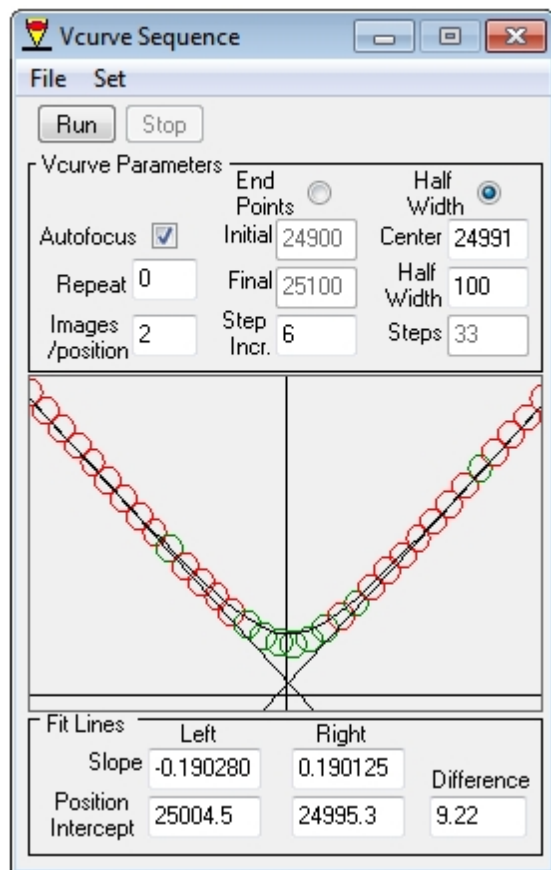 Vcurve Sequence
File Set
Run Stop
Vcurve Parameters
End Points Half Width
Autofocus Initial 24900 Center 24991
Repeat 0 Final 25100 Half Width 100
Images /position 2 Step Incr. 6 Steps 33
Fit Lines
Left Right
Slope -0.190280 0.190125 Difference
Position Intercept 25004.5 24995.3 9.22